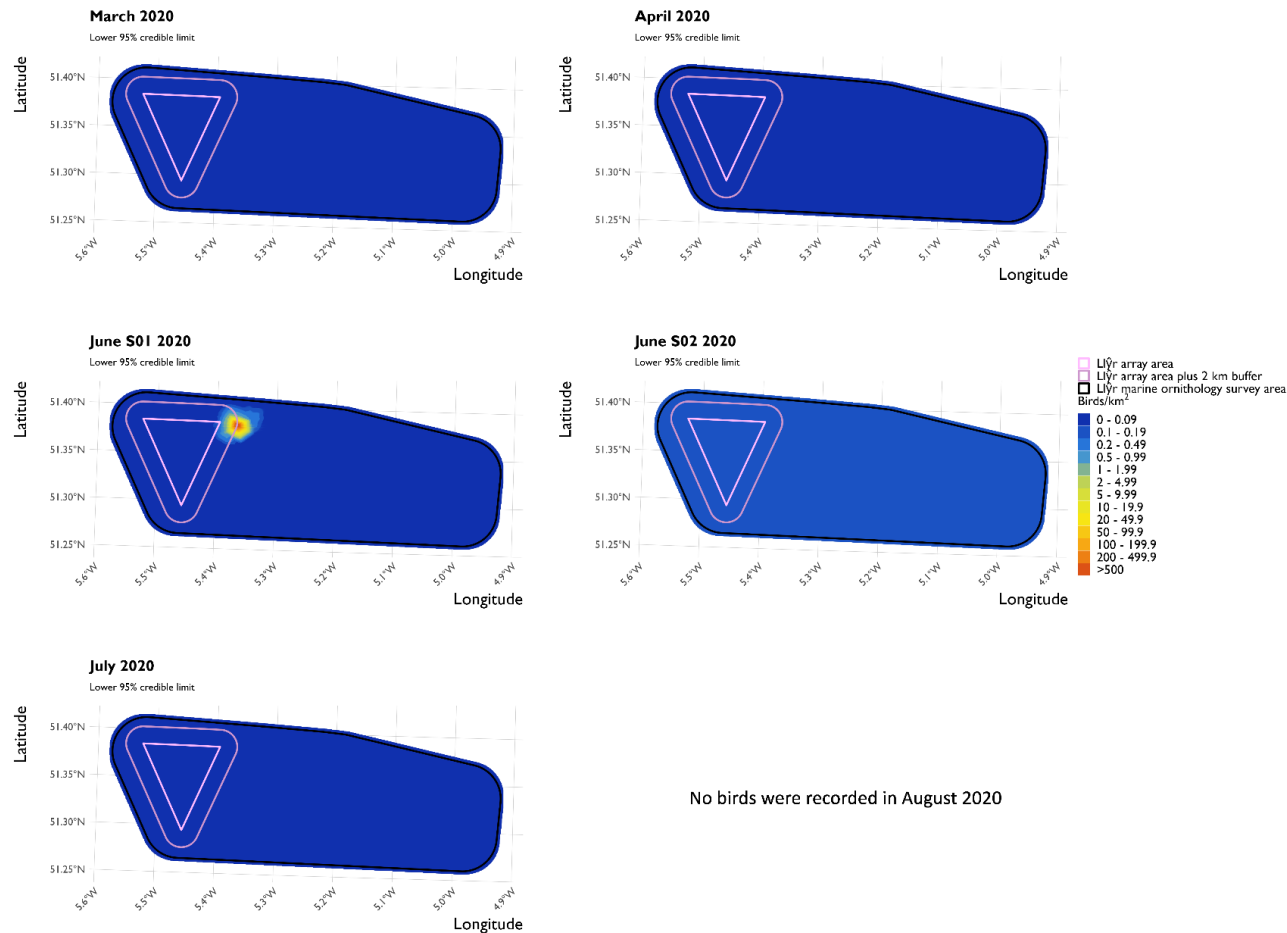 March 2020
Lower 95% credible limit
Latitude
51.40°N
51.35°N
51.30°N
51.25°N
5.6°W
5.5°W
5.4°W
5.3°W
5.2°W
5.1°W
5.0°W
4.9°W
Longitude
April 2020
Lower 95% credible limit
Latitude
51.40°N
51.35°N
51.30°N
51.25°N
5.6°W
5.5°W
5.4°W
5.3°W
5.2°W
5.1°W
5.0°W
4.9°W
Longitude
June S01 2020
Lower 95% credible limit
Latitude
51.40°N
51.35°N
51.30°N
51.25°N
5.6°W
5.5°W
5.4°W
5.3°W
5.2°W
5.1°W
5.0°W
4.9°W
Longitude
June S02 2020
Lower 95% credible limit
Latitude
51.40°N
51.35°N
51.30°N
51.25°N
5.6°W
5.5°W
5.4°W
5.3°W
5.2°W
5.1°W
5.0°W
4.9°W
Longitude
Llŷr array area
Llŷr array area plus 2 km buffer
Llŷr marine ornithology survey area
Birds/km²
0 - 0.09
0.1 - 0.19
0.2 - 0.49
0.5 - 0.99
1 - 1.99
2 - 4.99
5 - 9.99
10 - 19.9
20 - 49.9
50 - 99.9
100 - 199.9
200 - 499.9
>500
July 2020
Lower 95% credible limit
Latitude
51.40°N
51.35°N
51.30°N
51.25°N
5.6°W
5.5°W
5.4°W
5.3°W
5.2°W
5.1°W
5.0°W
4.9°W
Longitude
No birds were recorded in August 2020